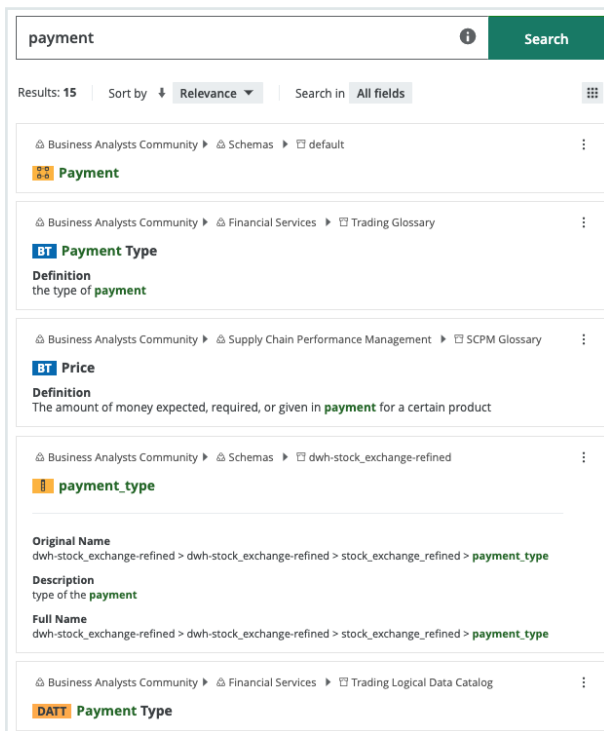 payment
Search
Results: 15 Sort by Relevance Search in All fields
Business Analysts Community Schemas default
Payment
Business Analysts Community Financial Services Trading Glossary
BT Payment Type
Definition
the type of payment
Business Analysts Community Supply Chain Performance Management SCPM Glossary
BT Price
Definition
The amount of money expected, required, or given in payment for a certain product
Business Analysts Community Schemas dwh-stock_exchange-refined
payment_type
Original Name
dwh-stock_exchange-refined > dwh-stock_exchange-refined > stock_exchange_refined > payment_type
Description
type of the payment
Full Name
dwh-stock_exchange-refined > dwh-stock_exchange-refined > stock_exchange_refined > payment_type
Business Analysts Community Financial Services Trading Logical Data Catalog
DATT Payment Type